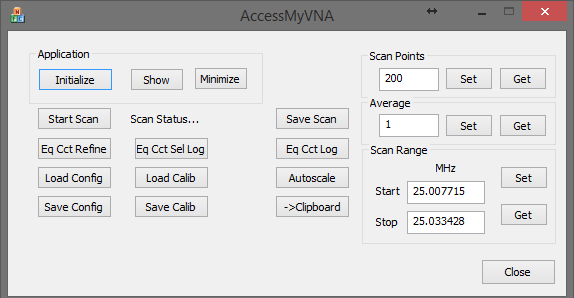 AccessMyVNA
Application
Initialize Show Minimize
Start Scan Scan Status... Save Scan
Eq Cct Refine Eq Cct Sel Log Eq Cct Log
Load Config Load Calib Autoscale
Save Config Save Calib ->Clipboard
Scan Points
200 Set Get
Average
1 Set Get
Scan Range
MHz
Start 25.007715 Set
Stop 25.033428 Get
Close